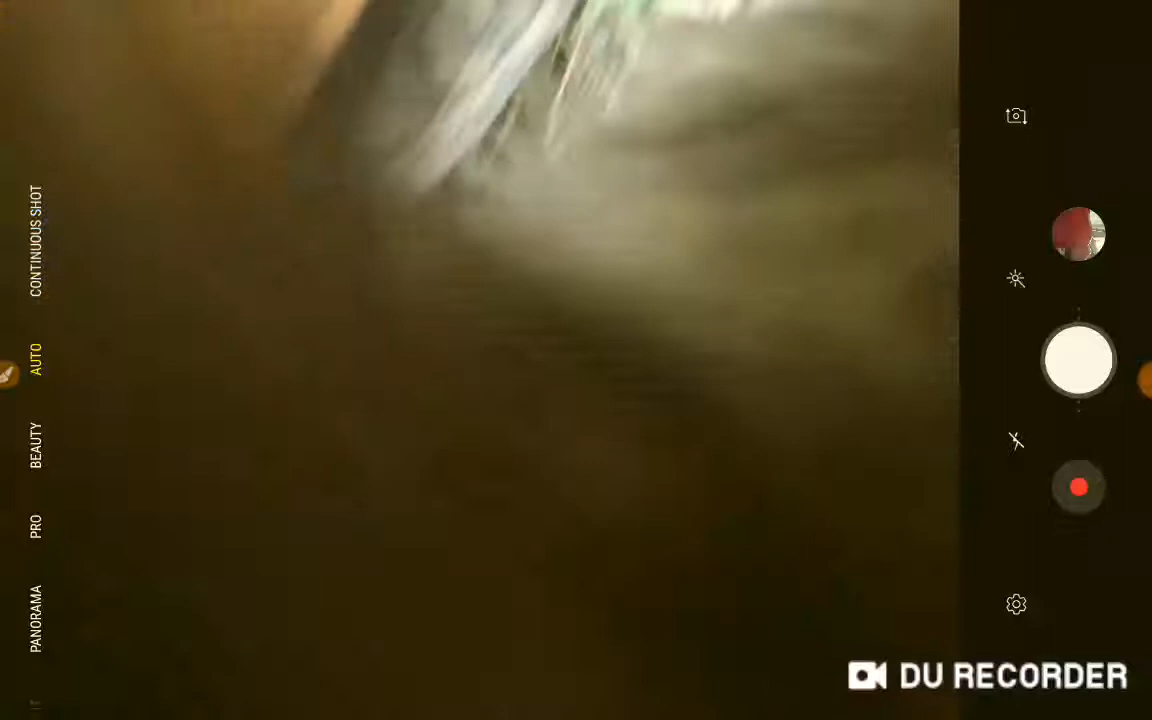 CONTINUOUS SHOT
AUTO
BEAUTY
PRO
PANORAMA
DU RECORDER